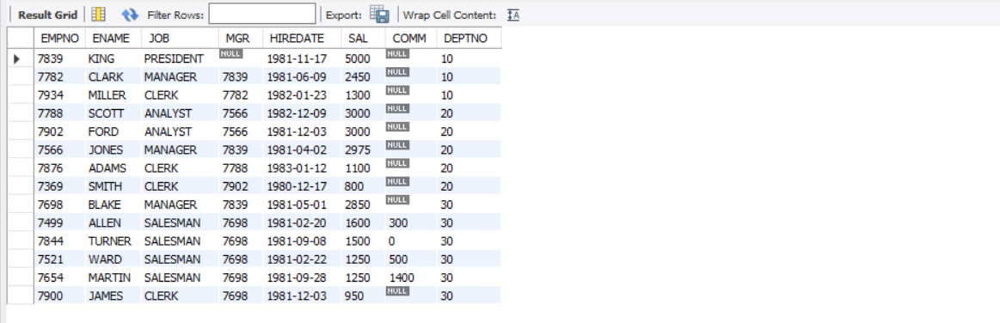 Result Grid Filter Rows: Export: Wrap Cell Content: IA
EMPNO ENAME JOB MGR HIREDATE SAL COMM DEPTNO
7839 KING PRESIDENT NULL 1981-11-17 5000 NULL 10
7782 CLARK MANAGER 7839 1981-06-09 2450 NULL 10
7934 MILLER CLERK 7782 1982-01-23 1300 NULL 10
7788 SCOTT ANALYST 7566 1982-12-09 3000 NULL 20
7902 FORD ANALYST 7566 1981-12-03 3000 NULL 20
7566 JONES MANAGER 7839 1981-04-02 2975 NULL 20
7876 ADAMS CLERK 7788 1983-01-12 1100 NULL 20
7369 SMITH CLERK 7902 1980-12-17 800 NULL 20
7698 BLAKE MANAGER 7839 1981-05-01 2850 NULL 30
7499 ALLEN SALESMAN 7698 1981-02-20 1600 300 30
7844 TURNER SALESMAN 7698 1981-09-08 1500 0 30
7521 WARD SALESMAN 7698 1981-02-22 1250 500 30
7654 MARTIN SALESMAN 7698 1981-09-28 1250 1400 30
7900 JAMES CLERK 7698 1981-12-03 950 NULL 30